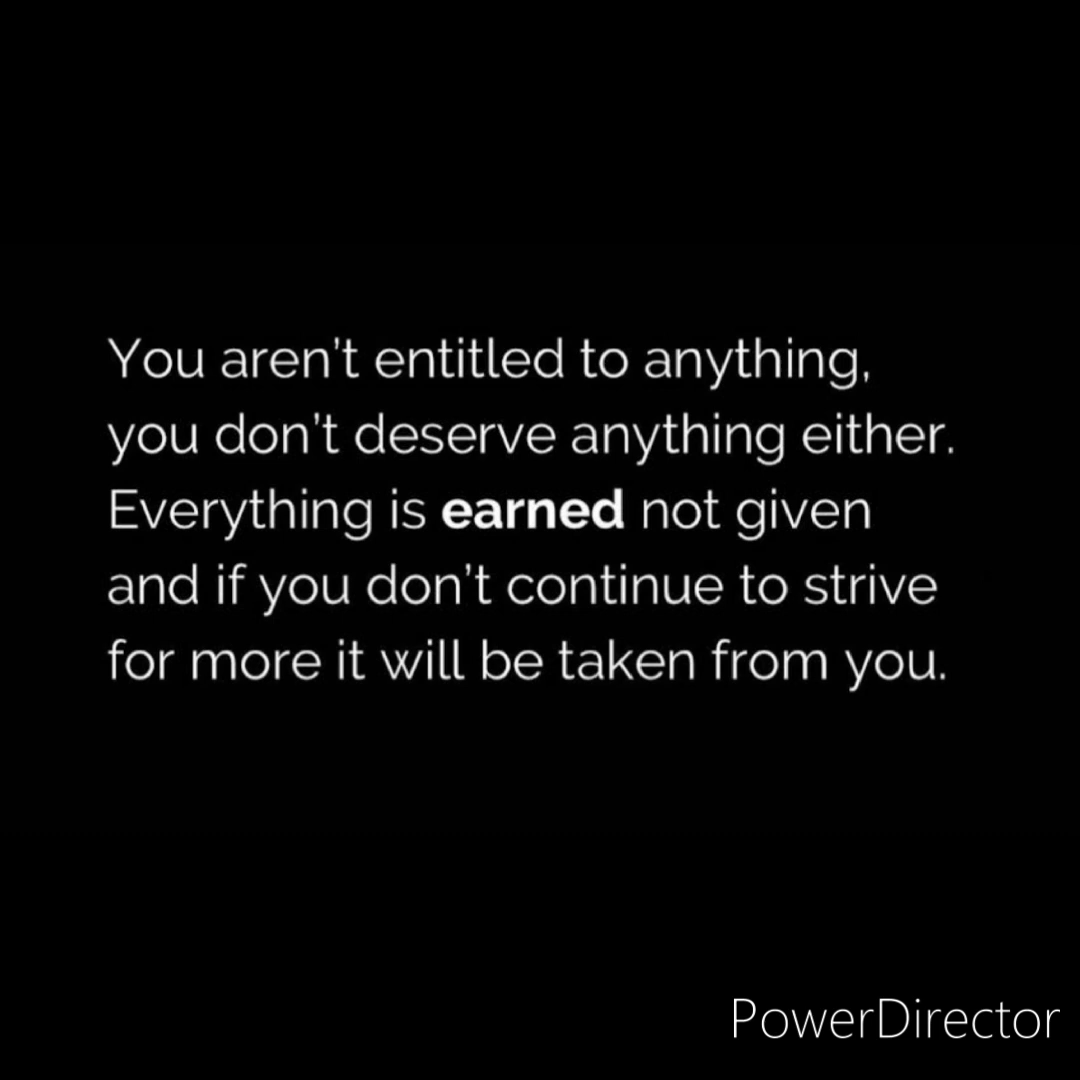 You aren't entitled to anything,
you don't deserve anything either.
Everything is earned not given
and if you don't continue to strive
for more it will be taken from you.
PowerDirector